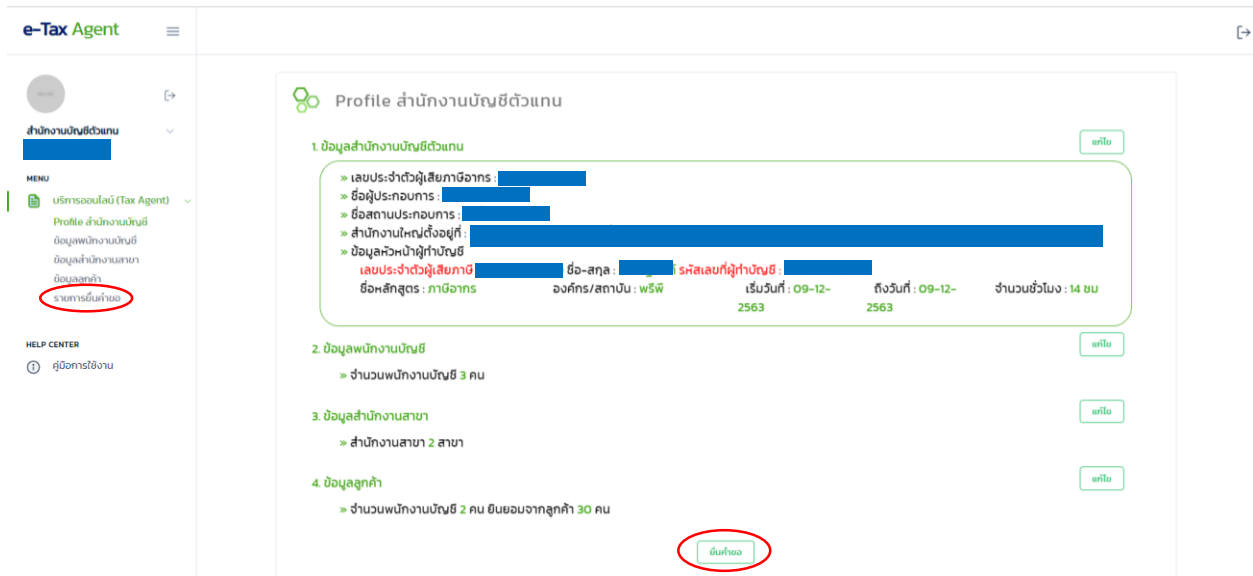 e-Tax Agent
สำนักงานบัญชีตัวแทน
MENU
บริการออนไลน์ (Tax Agent)
Profile สำนักงานบัญชี
ข้อมูลพนักงานบัญชี
ข้อมูลสำนักงานสาขา
ข้อมูลลูกค้า
รายการยื่นคำขอ
HELP CENTER
คู่มือการใช้งาน
Profile สำนักงานบัญชีตัวแทน
1. ข้อมูลสำนักงานบัญชีตัวแทน แก้ไข
» เลขประจำตัวผู้เสียภาษีอากร :
» ชื่อผู้ประกอบการ :
» ชื่อสถานประกอบการ :
» สำนักงานใหญ่ตั้งอยู่ที่ :
» ข้อมูลหัวหน้าผู้ทำบัญชี
เลขประจำตัวผู้เสียภาษี ชื่อ-สกุล : รหัสเลขที่ผู้ทำบัญชี :
ชื่อหลักสูตร : ภาษีอากร องค์กร/สถาบัน : พรีพี เริ่มวันที่ : 09-12-2563 ถึงวันที่ : 09-12-2563 จำนวนชั่วโมง : 14 ชม
2. ข้อมูลพนักงานบัญชี แก้ไข
» จำนวนพนักงานบัญชี 3 คน
3. ข้อมูลสำนักงานสาขา แก้ไข
» สำนักงานสาขา 2 สาขา
4. ข้อมูลลูกค้า แก้ไข
» จำนวนพนักงานบัญชี 2 คน ยินยอมจากลูกค้า 30 คน
ยื่นคำขอ